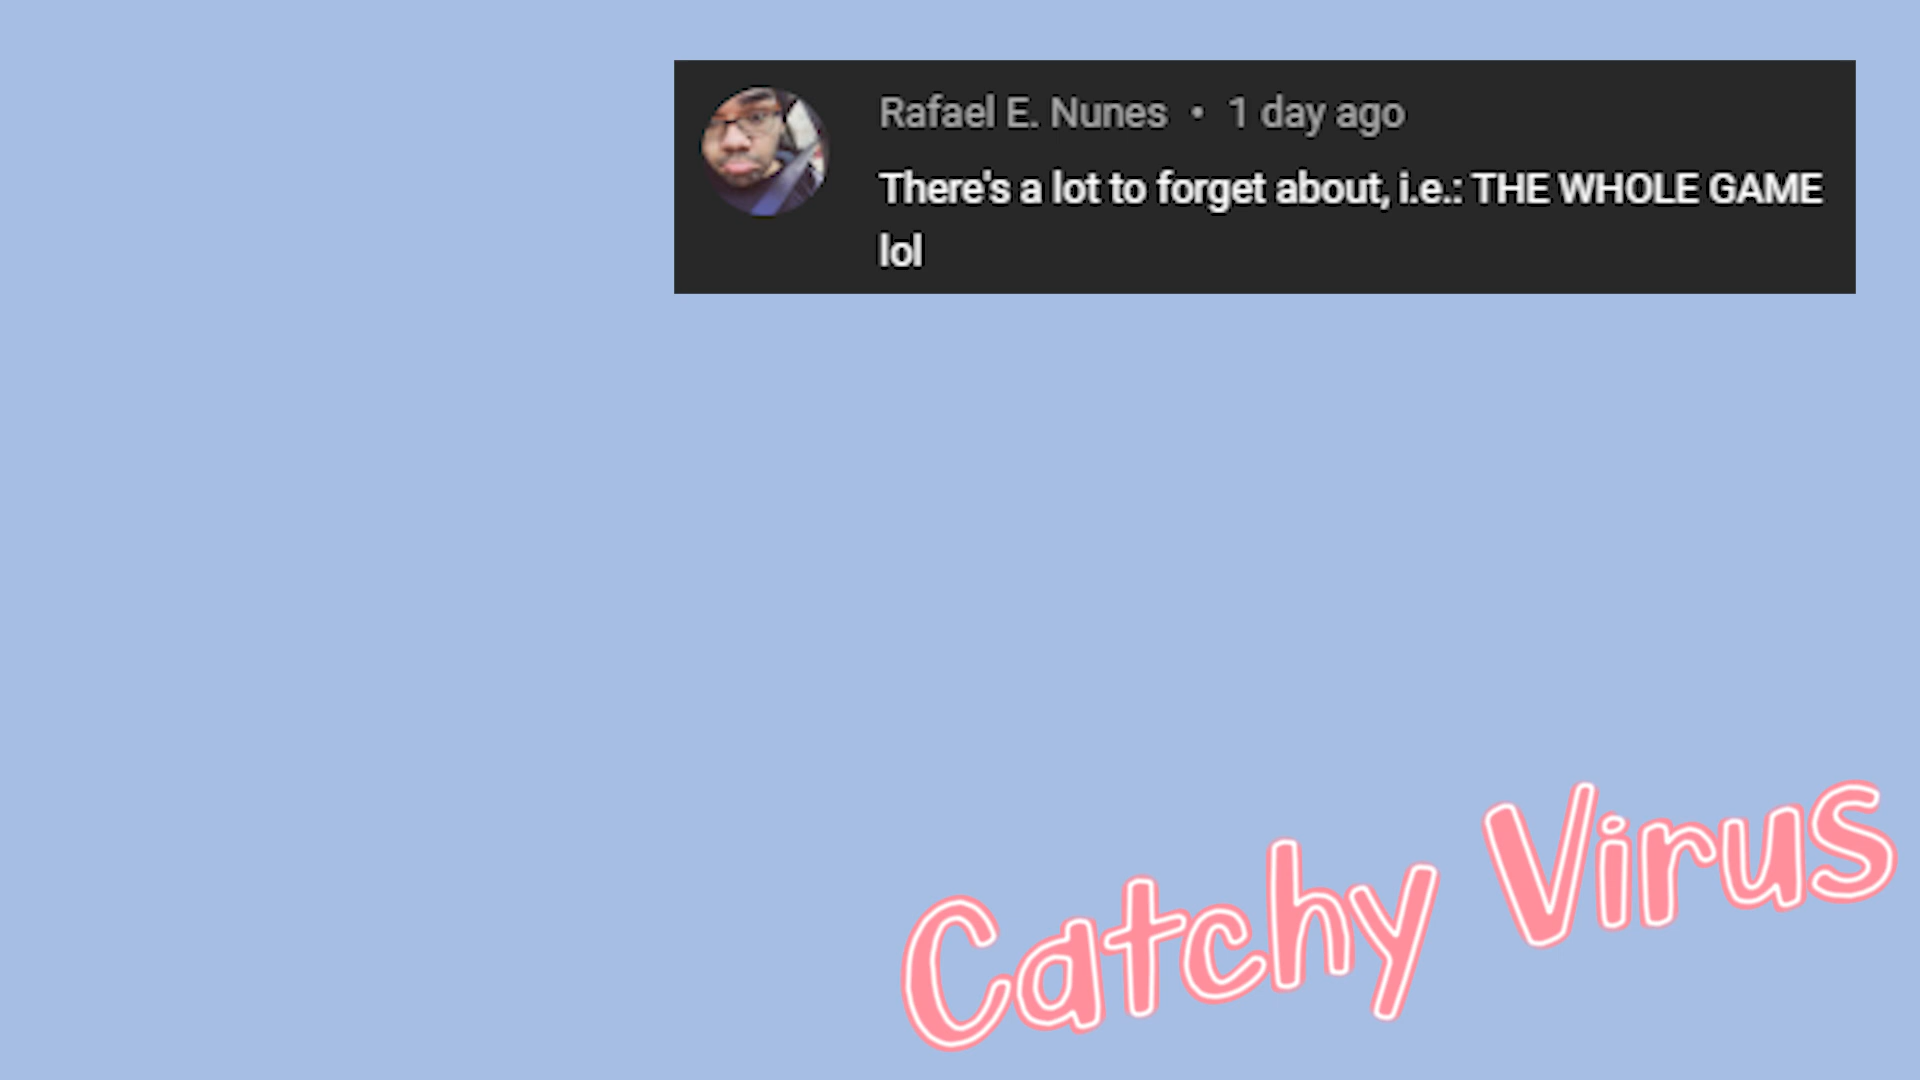 Rafael E. Nunes • 1 day ago
There's a lot to forget about, i.e.: THE WHOLE GAME
lol
Catchy Virus